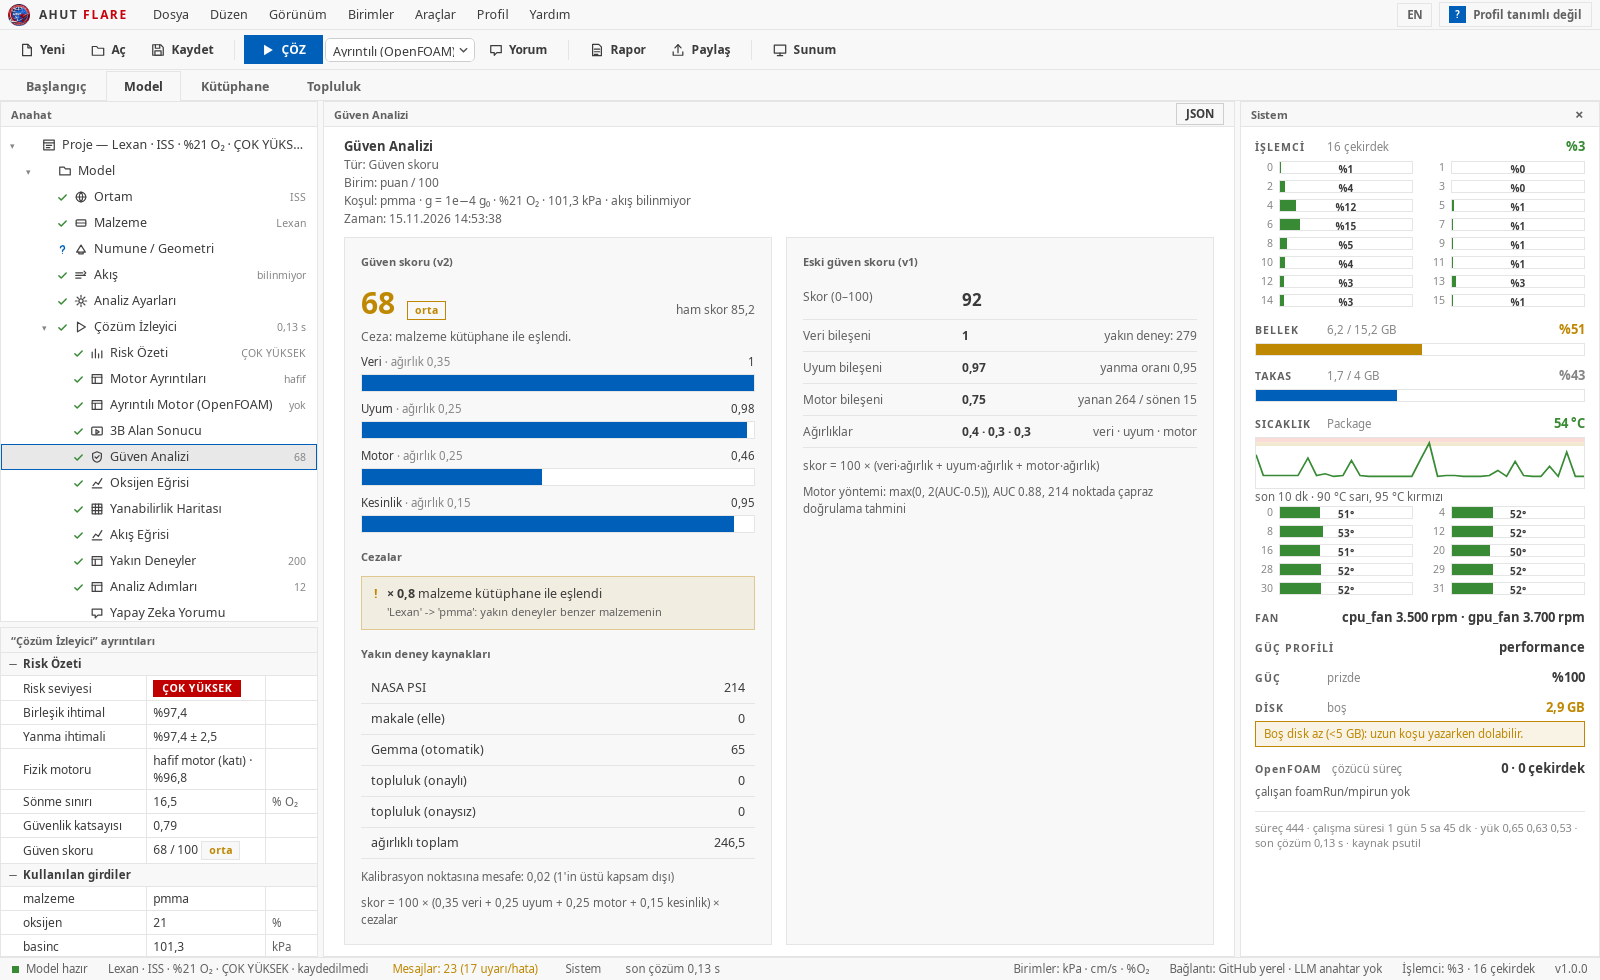 AHUT FLARE Dosya Düzen Görünüm Birimler Araçlar Profil Yardım EN ? Profil tanımlı değil
Yeni Aç Kaydet ÇÖZ Ayrıntılı (OpenFOAM) Yorum Rapor Paylaş Sunum
Başlangıç Model Kütüphane Topluluk
Anahat
Proje — Lexan · ISS · %21 O₂ · ÇOK YÜKS...
Model
Ortam ISS
Malzeme Lexan
? Numune / Geometri
Akış bilinmiyor
Analiz Ayarları
Çözüm İzleyici 0,13 s
Risk Özeti ÇOK YÜKSEK
Motor Ayrıntıları hafif
Ayrıntılı Motor (OpenFOAM) yok
3B Alan Sonucu
Güven Analizi 68
Oksijen Eğrisi
Yanabilirlik Haritası
Akış Eğrisi
Yakın Deneyler 200
Analiz Adımları 12
Yapay Zeka Yorumu
“Çözüm İzleyici” ayrıntıları
— Risk Özeti
Risk seviyesi ÇOK YÜKSEK
Birleşik ihtimal %97,4
Yanma ihtimali %97,4 ± 2,5
Fizik motoru hafif motor (katı) · %96,8
Sönme sınırı 16,5 % O₂
Güvenlik katsayısı 0,79
Güven skoru 68 / 100 orta
— Kullanılan girdiler
malzeme pmma
oksijen 21 %
basinc 101,3 kPa
Güven Analizi JSON
Güven Analizi
Tür: Güven skoru
Birim: puan / 100
Koşul: pmma · g = 1e−4 g₀ · %21 O₂ · 101,3 kPa · akış bilinmiyor
Zaman: 15.11.2026 14:53:38
Güven skoru (v2)
68 orta ham skor 85,2
Ceza: malzeme kütüphane ile eşlendi.
Veri · ağırlık 0,35 1
Uyum · ağırlık 0,25 0,98
Motor · ağırlık 0,25 0,46
Kesinlik · ağırlık 0,15 0,95
Cezalar
! × 0,8 malzeme kütüphane ile eşlendi
'Lexan' -> 'pmma': yakın deneyler benzer malzemenin
Yakın deney kaynakları
NASA PSI 214
makale (elle) 0
Gemma (otomatik) 65
topluluk (onaylı) 0
topluluk (onaysız) 0
ağırlıklı toplam 246,5
Kalibrasyon noktasına mesafe: 0,02 (1'in üstü kapsam dışı)
skor = 100 × (0,35 veri + 0,25 uyum + 0,25 motor + 0,15 kesinlik) ×
cezalar
Eski güven skoru (v1)
Skor (0–100) 92
Veri bileşeni 1 yakın deney: 279
Uyum bileşeni 0,97 yanma oranı 0,95
Motor bileşeni 0,75 yanan 264 / sönen 15
Ağırlıklar 0,4 · 0,3 · 0,3 veri · uyum · motor
skor = 100 × (veri·ağırlık + uyum·ağırlık + motor·ağırlık)
Motor yöntemi: max(0, 2(AUC-0.5)), AUC 0.88, 214 noktada çapraz
doğrulama tahmini
Sistem ×
İŞLEMCİ 16 çekirdek %3
0 %1 1 %0
2 %4 3 %0
4 %12 5 %1
6 %15 7 %1
8 %5 9 %1
10 %4 11 %1
12 %3 13 %3
14 %3 15 %1
BELLEK 6,2 / 15,2 GB %51
TAKAS 1,7 / 4 GB %43
SICAKLIK Package 54 °C
son 10 dk · 90 °C sarı, 95 °C kırmızı
0 51° 4 52°
8 53° 12 52°
16 51° 20 50°
28 52° 29 52°
30 52° 31 52°
FAN cpu_fan 3.500 rpm · gpu_fan 3.700 rpm
GÜÇ PROFİLİ performance
GÜÇ prizde %100
DİSK boş 2,9 GB
Boş disk az (<5 GB): uzun koşu yazarken dolabilir.
OpenFOAM çözücü süreç 0 · 0 çekirdek
çalışan foamRun/mpirun yok
süreç 444 · çalışma süresi 1 gün 5 sa 45 dk · yük 0,65 0,63 0,53 ·
son çözüm 0,13 s · kaynak psutil
Model hazır Lexan · ISS · %21 O₂ · ÇOK YÜKSEK · kaydedilmedi Mesajlar: 23 (17 uyarı/hata) Sistem son çözüm 0,13 s Birimler: kPa · cm/s · %O₂ Bağlantı: GitHub yerel · LLM anahtar yok İşlemci: %3 · 16 çekirdek v1.0.0